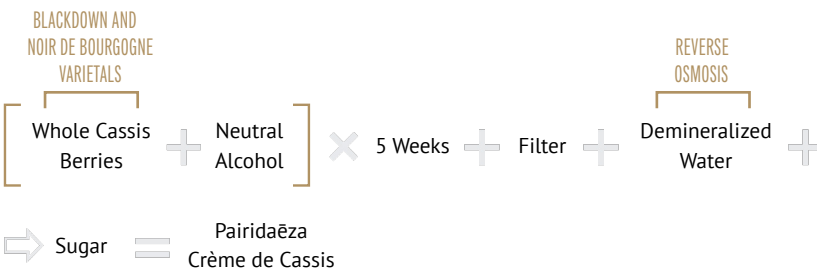 BLACKDOWN AND
NOIR DE BOURGOGNE
VARIETALS
REVERSE
OSMOSIS
Whole Cassis
Berries
Neutral
Alcohol
5 Weeks
Filter
Demineralized
Water
Sugar
Pairidaēza
Crème de Cassis